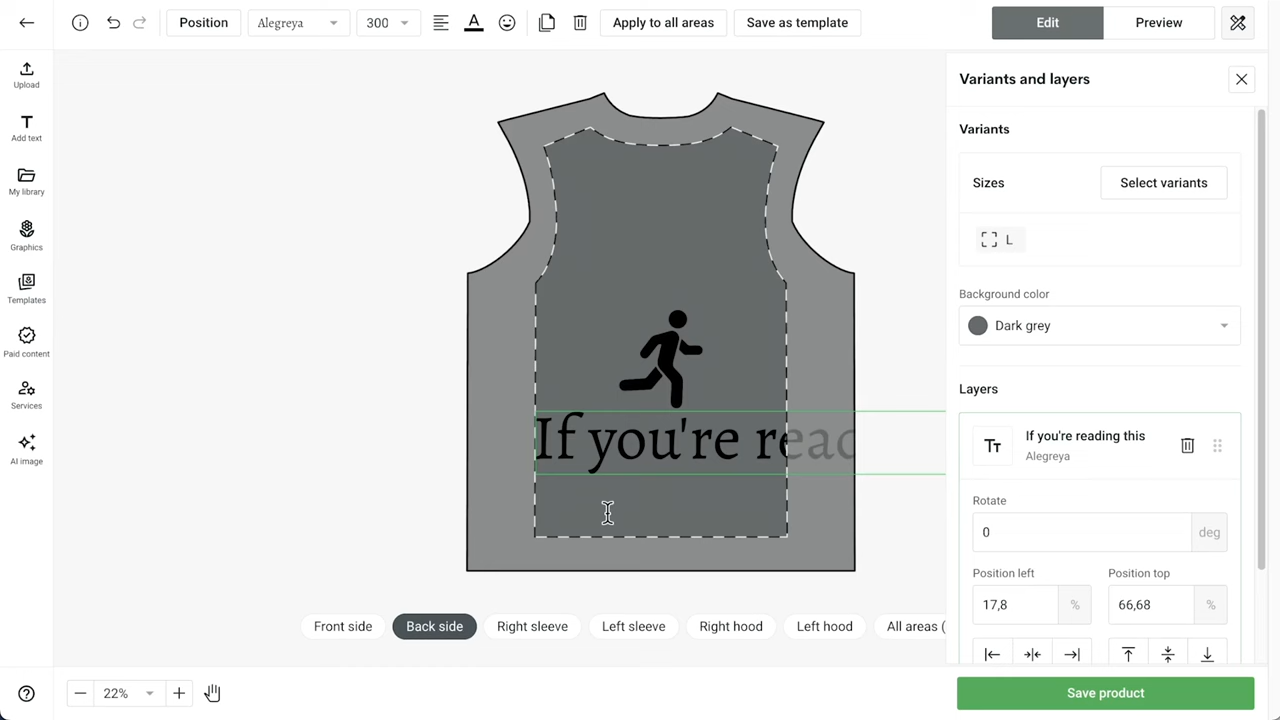 Position
Alegreya
300
Apply to all areas
Save as template
Edit
Preview
Upload
Add text
My library
Graphics
Templates
Paid content
Services
AI image
If you're read
Front side
Back side
Right sleeve
Left sleeve
Right hood
Left hood
All areas (
22%
Variants and layers
Variants
Sizes
Select variants
L
Background color
Dark grey
Layers
Tт
If you're reading this
Alegreya
Rotate
0
deg
Position left
Position top
17,8
%
66,68
%
Save product